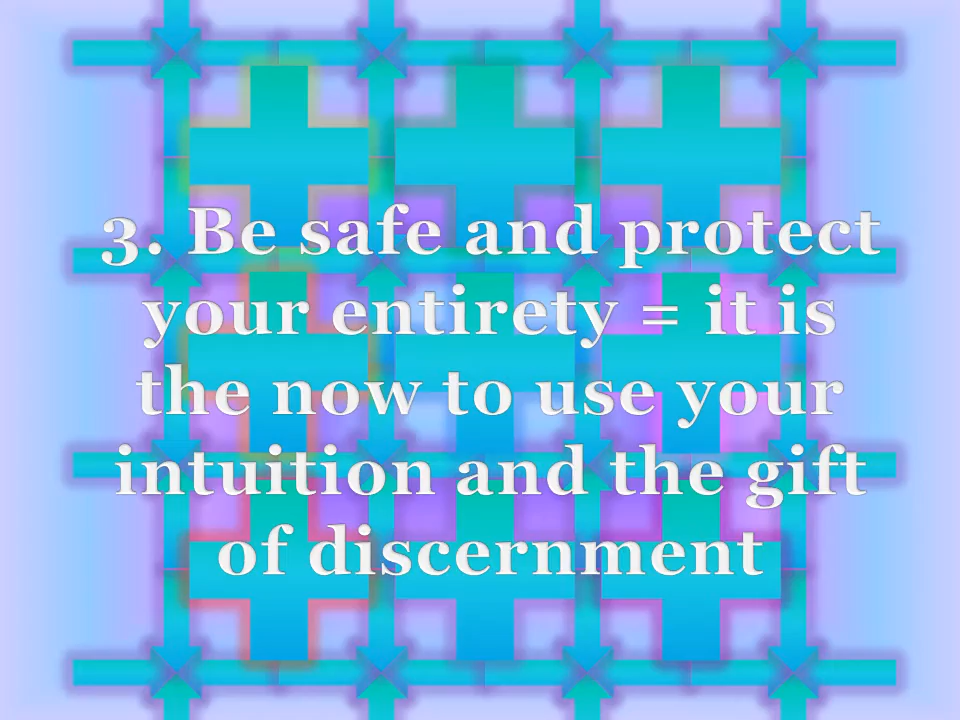 3. Be safe and protect
your entirety = it is
the now to use your
intuition and the gift
of discernment